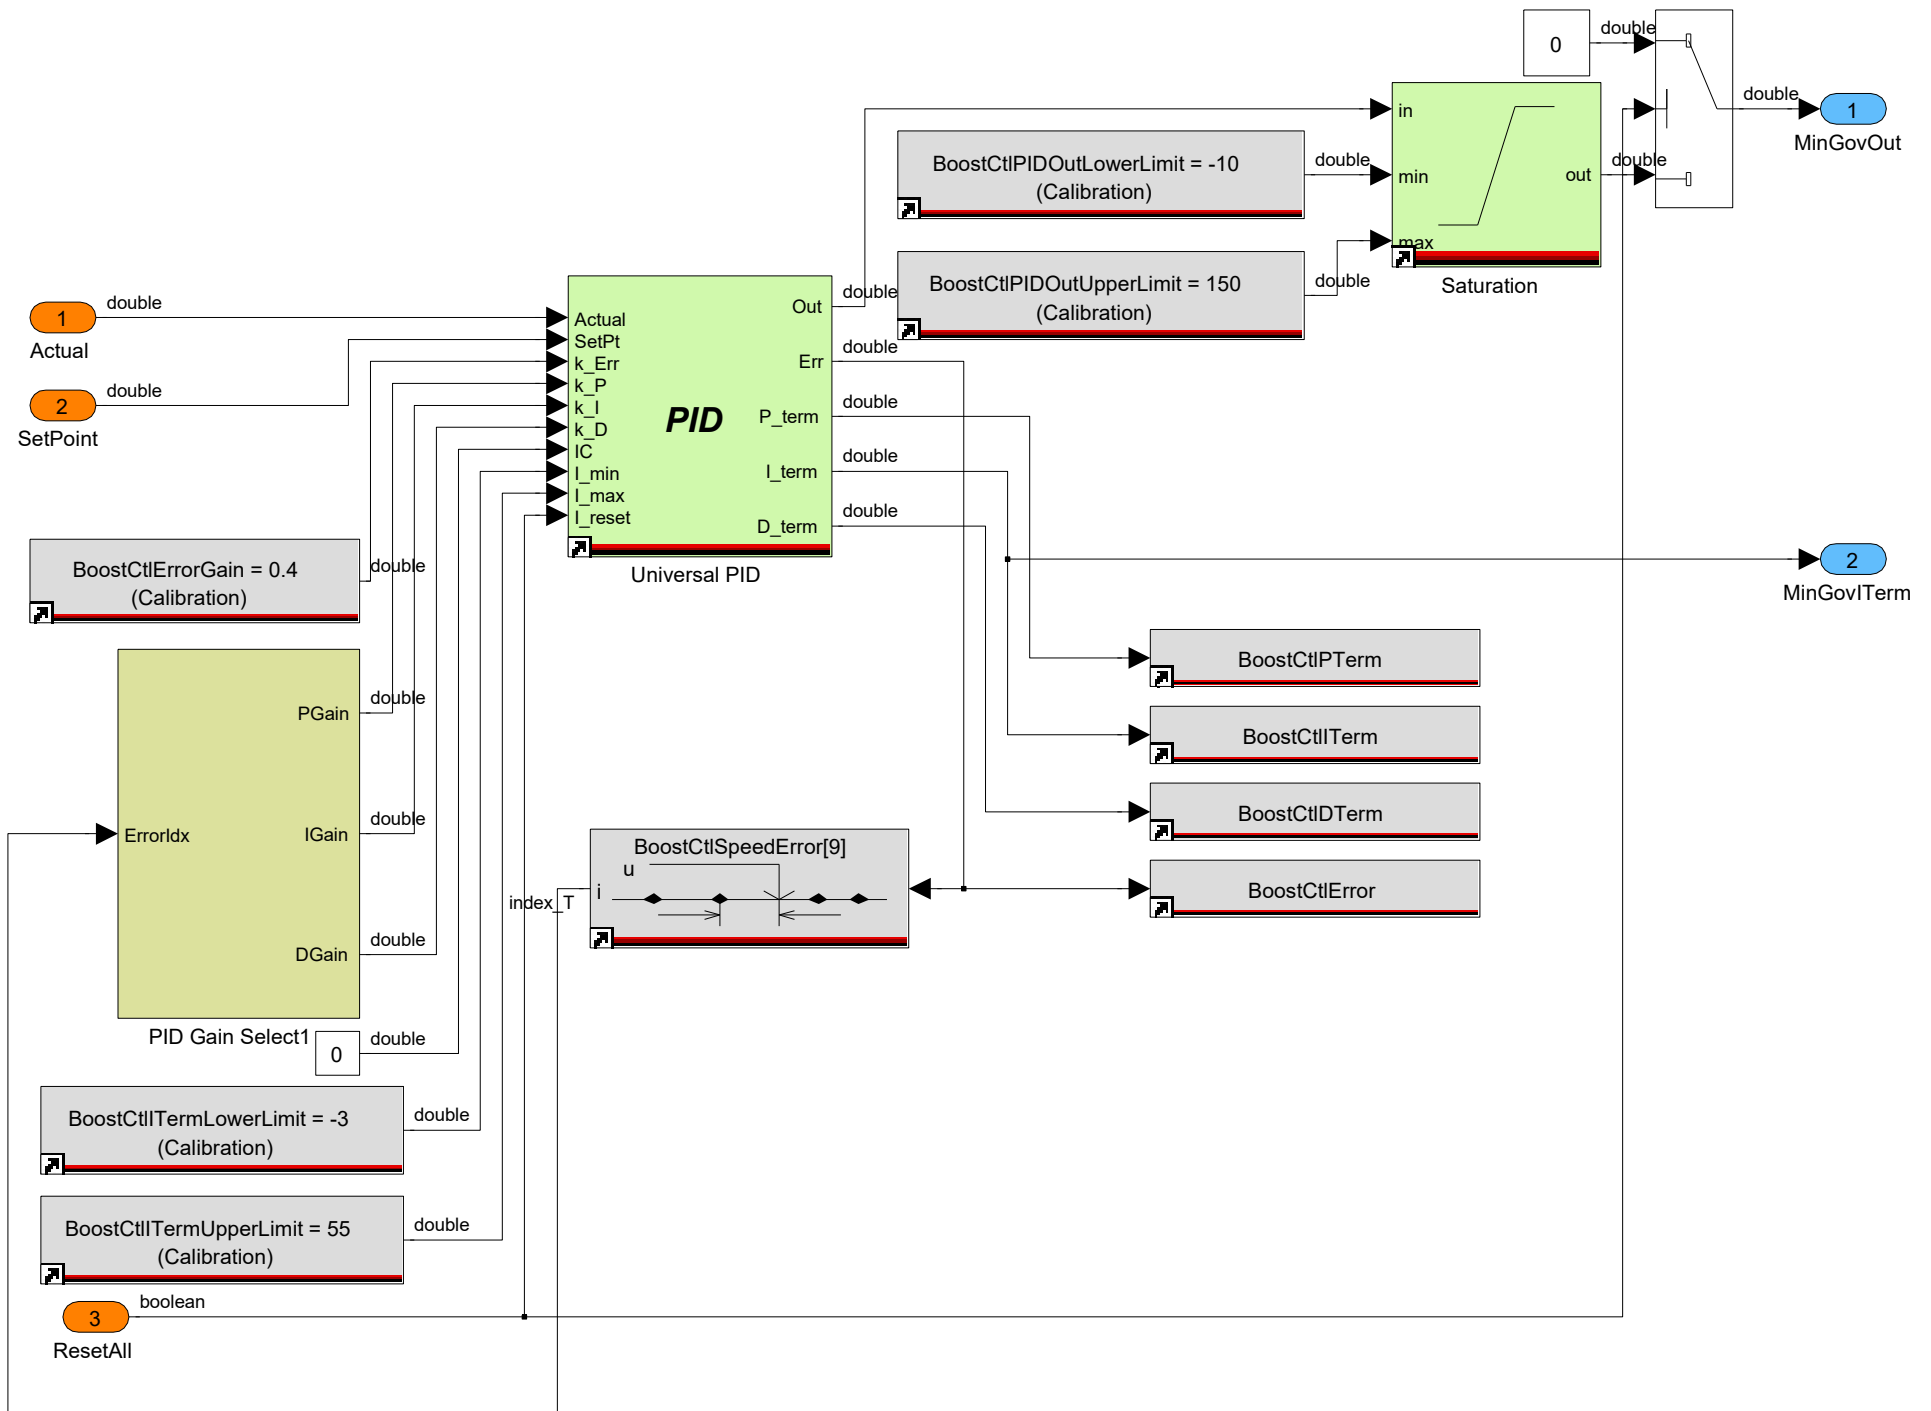 double
0
double
1
MinGovOut
in
BoostCtlPIDOutLowerLimit = -10
(Calibration)
double
min
out
double
max
Saturation
BoostCtlPIDOutUpperLimit = 150
(Calibration)
double
double
1
Actual
double
2
SetPoint
Actual
SetPt
k_Err
k_P
k_I
k_D
IC
I_min
I_max
I_reset
PID
Out
Err
P_term
I_term
D_term
double
double
double
double
double
Universal PID
2
MinGovITerm
BoostCtlErrorGain = 0.4
(Calibration)
double
PGain
double
ErrorIdx
IGain
double
DGain
double
PID Gain Select1
0
double
BoostCtlPTerm
BoostCtlITerm
BoostCtlDTerm
BoostCtlError
BoostCtlSpeedError[9]
u
i
index_T
BoostCtlITermLowerLimit = -3
(Calibration)
double
BoostCtlITermUpperLimit = 55
(Calibration)
double
3
boolean
ResetAll